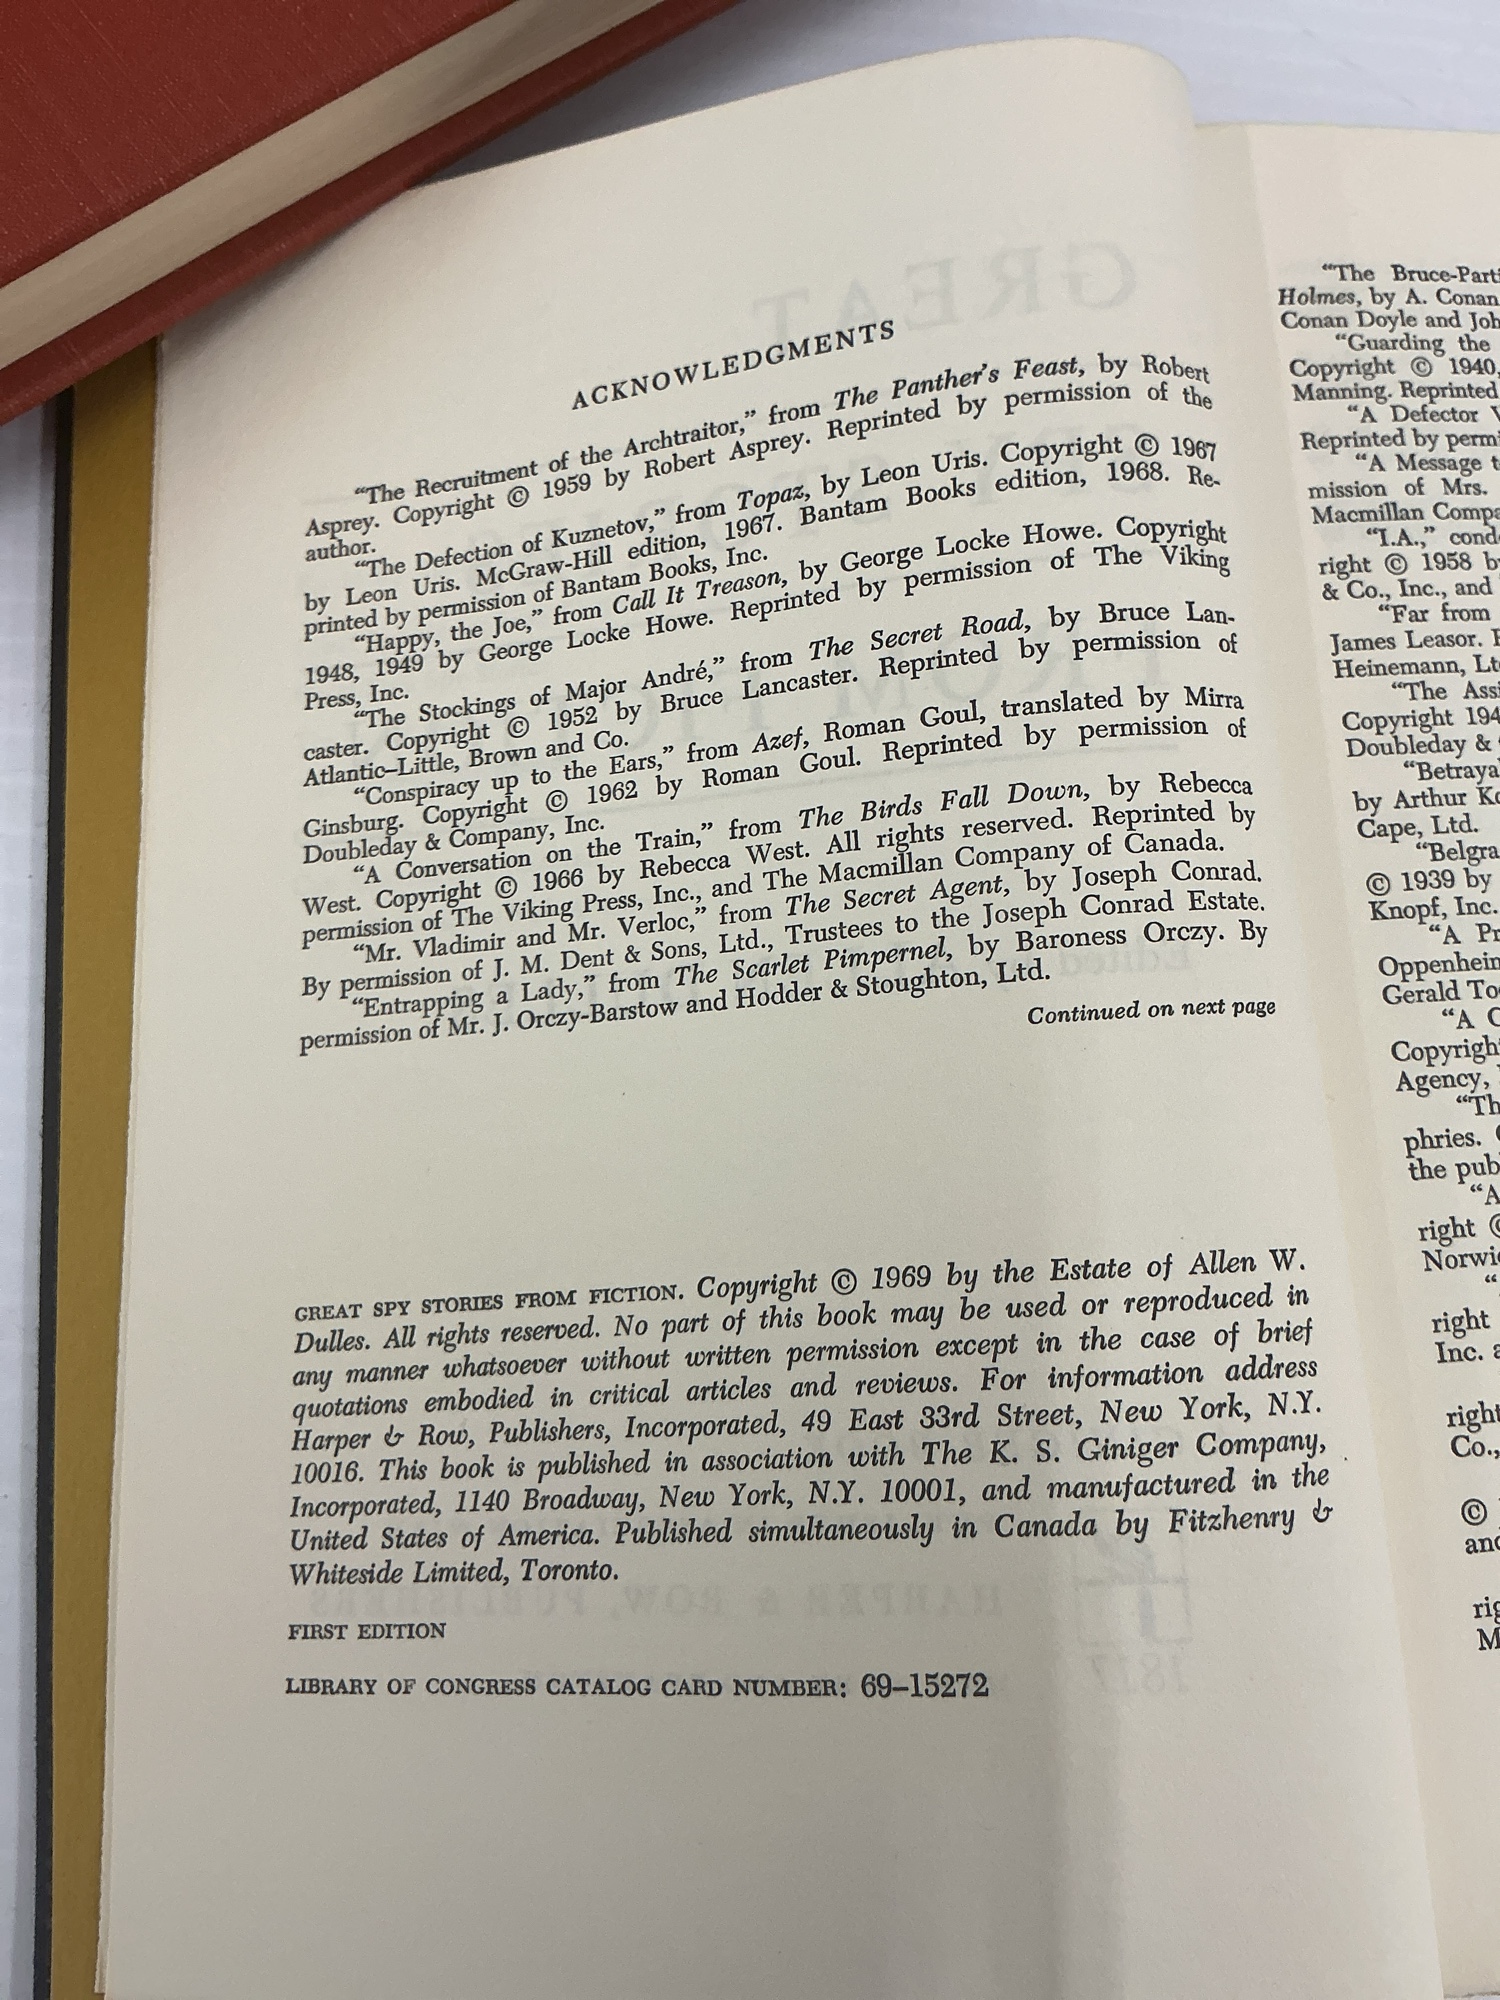 ACKNOWLEDGMENTS
“The Recruitment of the Archtraitor,” from The Panther's Feast, by Robert
Asprey. Copyright © 1959 by Robert Asprey. Reprinted by permission of the
author.
“The Defection of Kuznetov,” from Topaz, by Leon Uris. Copyright © 1967
by Leon Uris. McGraw-Hill edition, 1967. Bantam Books edition, 1968. Re-
printed by permission of Bantam Books, Inc.
“Happy, the Joe,” from Call It Treason, by George Locke Howe. Copyright
1948, 1949 by George Locke Howe. Reprinted by permission of The Viking
Press, Inc.
“The Stockings of Major André,” from The Secret Road, by Bruce Lan-
caster. Copyright © 1952 by Bruce Lancaster. Reprinted by permission of
Atlantic–Little, Brown and Co.
“Conspiracy up to the Ears,” from Azef, Roman Goul, translated by Mirra
Ginsburg. Copyright © 1962 by Roman Goul. Reprinted by permission of
Doubleday & Company, Inc.
“A Conversation on the Train,” from The Birds Fall Down, by Rebecca
West. Copyright © 1966 by Rebecca West. All rights reserved. Reprinted by
permission of The Viking Press, Inc., and The Macmillan Company of Canada.
“Mr. Vladimir and Mr. Verloc,” from The Secret Agent, by Joseph Conrad.
By permission of J. M. Dent & Sons, Ltd., Trustees to the Joseph Conrad Estate.
“Entrapping a Lady,” from The Scarlet Pimpernel, by Baroness Orczy. By
permission of Mr. J. Orczy-Barstow and Hodder & Stoughton, Ltd.
Continued on next page
GREAT SPY STORIES FROM FICTION. Copyright © 1969 by the Estate of Allen W.
Dulles. All rights reserved. No part of this book may be used or reproduced in
any manner whatsoever without written permission except in the case of brief
quotations embodied in critical articles and reviews. For information address
Harper & Row, Publishers, Incorporated, 49 East 33rd Street, New York, N.Y.
10016. This book is published in association with The K. S. Giniger Company,
Incorporated, 1140 Broadway, New York, N.Y. 10001, and manufactured in the
United States of America. Published simultaneously in Canada by Fitzhenry &
Whiteside Limited, Toronto.
FIRST EDITION
LIBRARY OF CONGRESS CATALOG CARD NUMBER: 69–15272
“The Bruce-Parti
Holmes, by A. Conan
Conan Doyle and Joh
“Guarding the
Copyright © 1940,
Manning. Reprinted
“A Defector
Reprinted by permi
“A Message t
mission of Mrs.
Macmillan Compa
“I.A.,” cond
right © 1958 b
& Co., Inc., and
“Far from
James Leasor.
Heinemann, Lt
“The Assi
Copyright 194
Doubleday &
“Betrayal
by Arthur Ko
Cape, Ltd.
“Belgra
© 1939 by
Knopf, Inc.
“A Pr
Oppenhein
Gerald To
“A
Copyrigh
Agency,
“Th
phries.
the pub
“A
right ©
Norwi
“
right
Inc. a
right
Co.,
©
and
rig
M